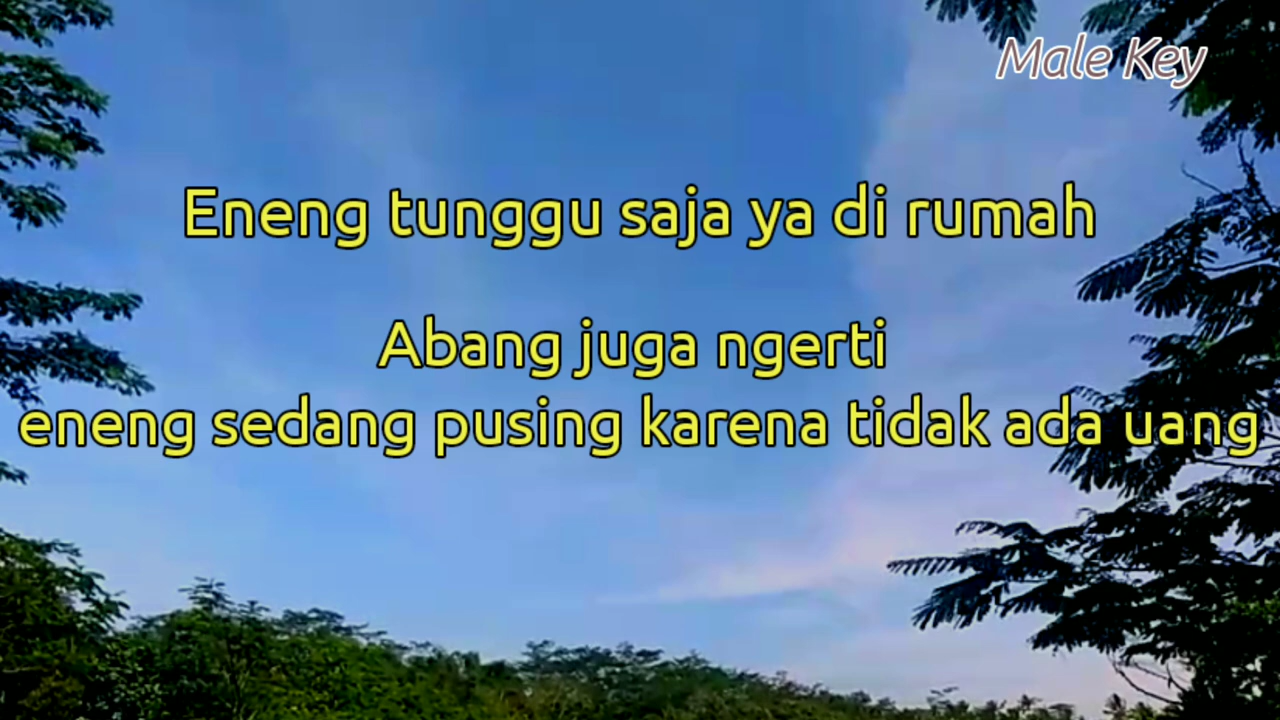 Male Key
Eneng tunggu saja ya di rumah
Abang juga ngerti
eneng sedang pusing karena tidak ada uang